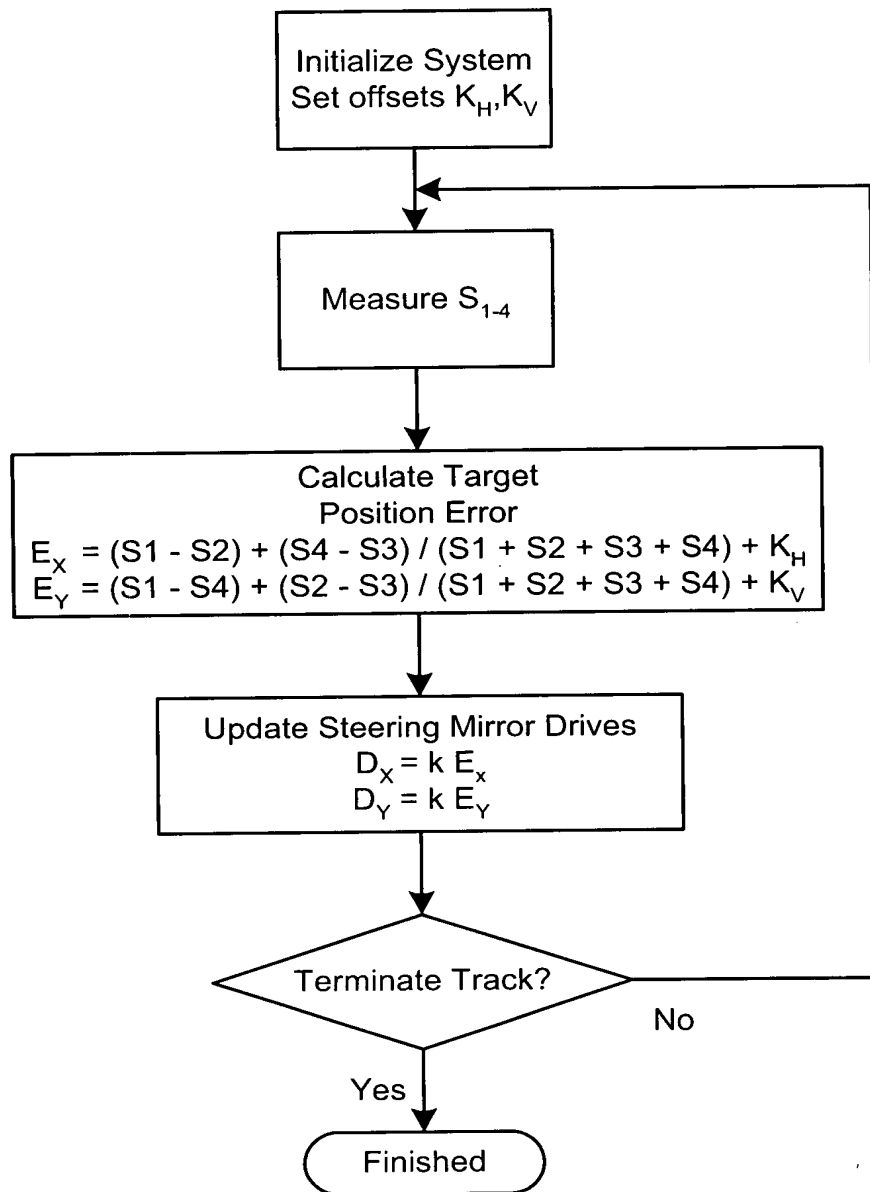 Initialize System
Set offsets K_H,K_V
Measure S_1-4
Calculate Target
Position Error
E_X = (S1 - S2) + (S4 - S3) / (S1 + S2 + S3 + S4) + K_H
E_Y = (S1 - S4) + (S2 - S3) / (S1 + S2 + S3 + S4) + K_V
Update Steering Mirror Drives
D_X = k E_x
D_Y = k E_Y
Terminate Track?
No
Yes
Finished